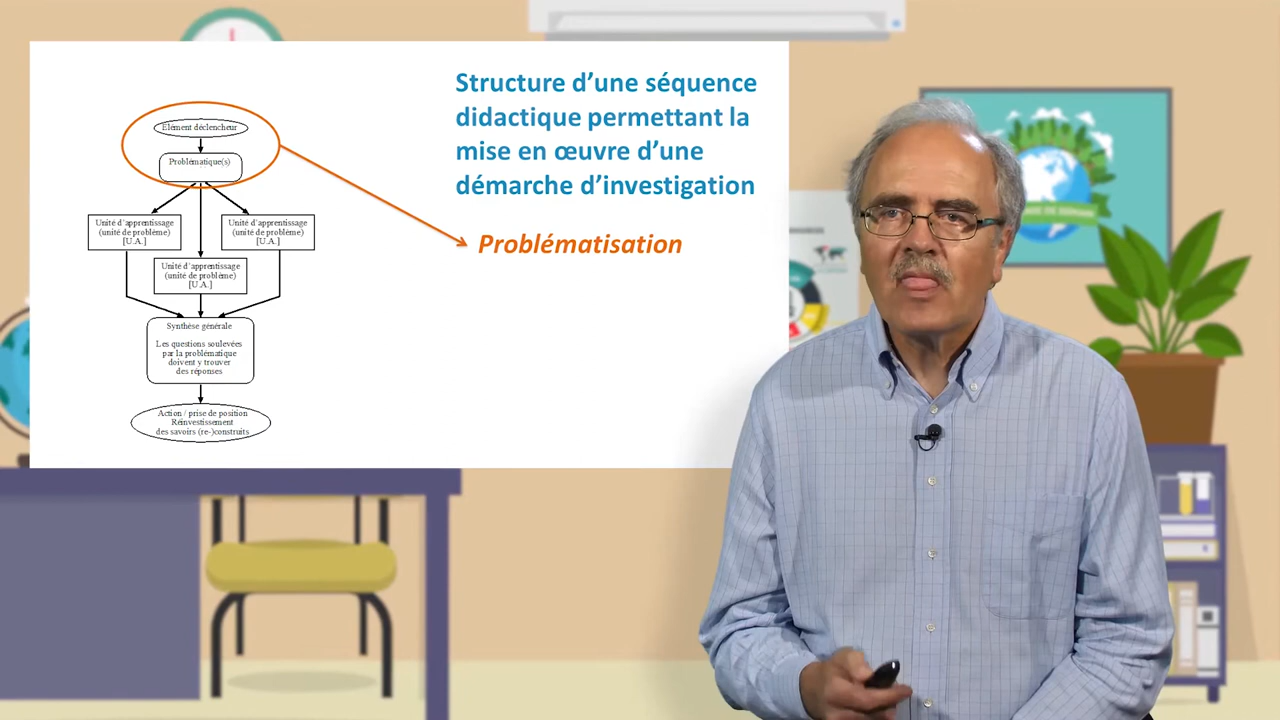 Structure d’une séquence
didactique permettant la
mise en œuvre d’une
démarche d’investigation
Problématisation
Elément déclencheur
Problématique(s)
Unité d’apprentissage
(unité de problème)
[U.A.]
Unité d’apprentissage
(unité de problème)
[U.A.]
Unité d’apprentissage
(unité de problème)
[U.A.]
Synthèse générale
Les questions soulevées
par la problématique
doivent y trouver
des réponses
Action / prise de position
Réinvestissement
des savoirs (re-)construits